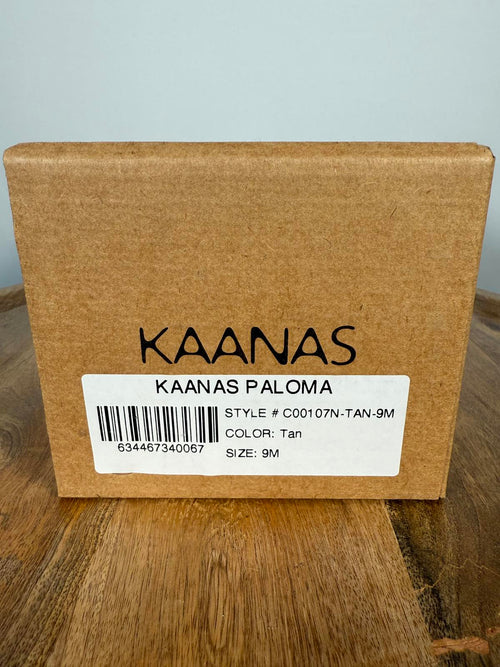 KAANAS
KAANAS PALOMA
STYLE # C00107N-TAN-9M
COLOR: Tan
SIZE: 9M
634467340067